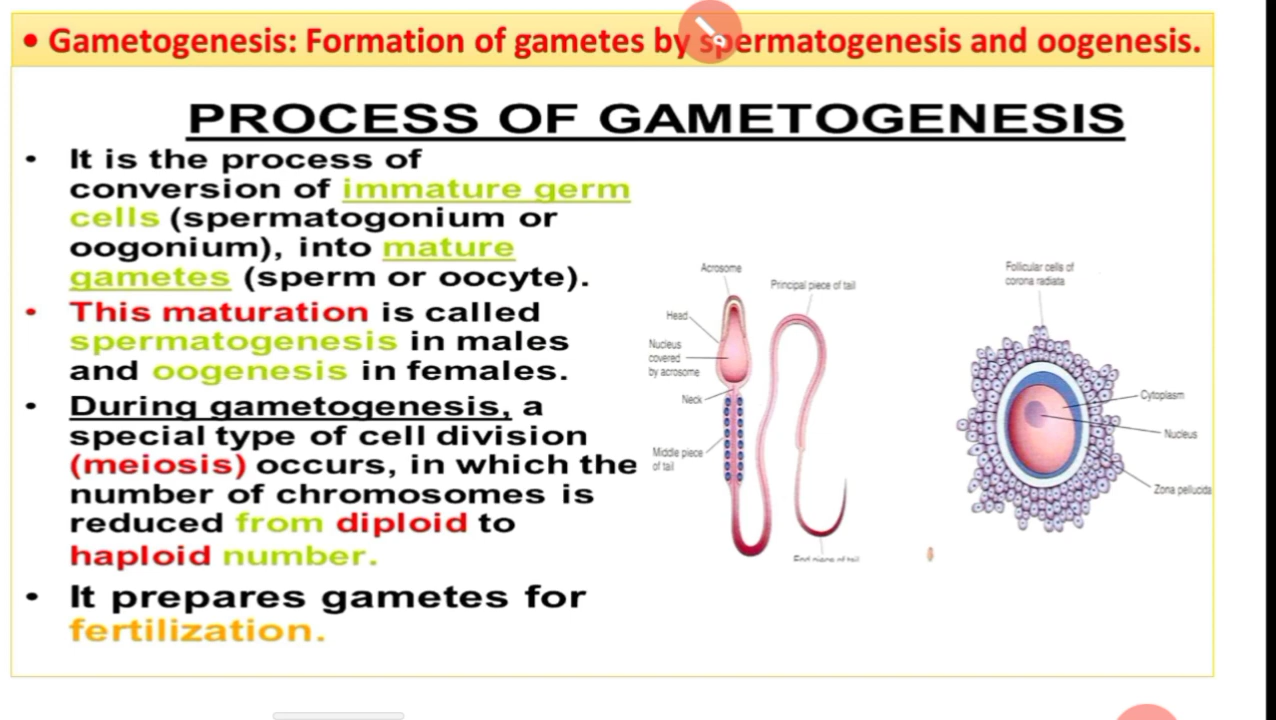 • Gametogenesis: Formation of gametes by spermatogenesis and oogenesis.
PROCESS OF GAMETOGENESIS
• It is the process of
conversion of immature germ
cells (spermatogonium or
oogonium), into mature
gametes (sperm or oocyte).
• This maturation is called
spermatogenesis in males
and oogenesis in females.
• During gametogenesis, a
special type of cell division
(meiosis) occurs, in which the
number of chromosomes is
reduced from diploid to
haploid number.
• It prepares gametes for
fertilization.
Acrosome
Principal piece of tail
Head
Nucleus
covered
by acrosome
Neck
Middle piece
of tail
End piece of tail
Follicular cells of
corona radiata
Cytoplasm
Nucleus
Zona pellucida